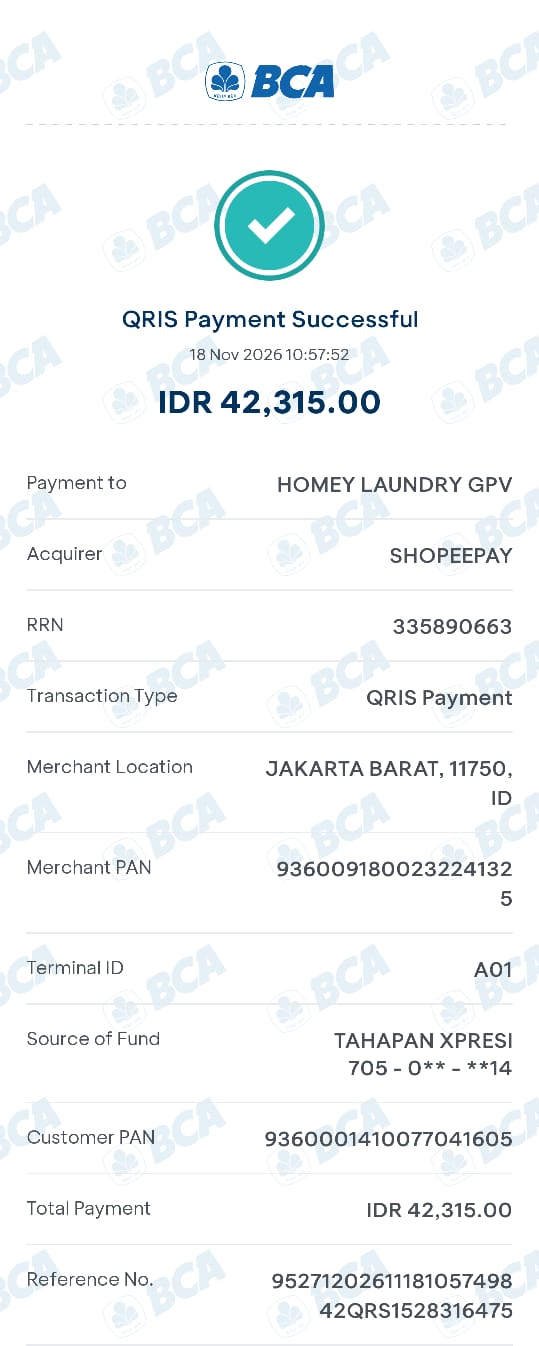 BCA
QRIS Payment Successful
18 Nov 2026 10:57:52
IDR 42,315.00
Payment to HOMEY LAUNDRY GPV
Acquirer SHOPEEPAY
RRN 335890663
Transaction Type QRIS Payment
Merchant Location JAKARTA BARAT, 11750,
ID
Merchant PAN 936009180023224132
5
Terminal ID A01
Source of Fund TAHAPAN XPRESI
705 - 0** - **14
Customer PAN 9360001410077041605
Total Payment IDR 42,315.00
Reference No. 95271202611181057498
42QRS1528316475